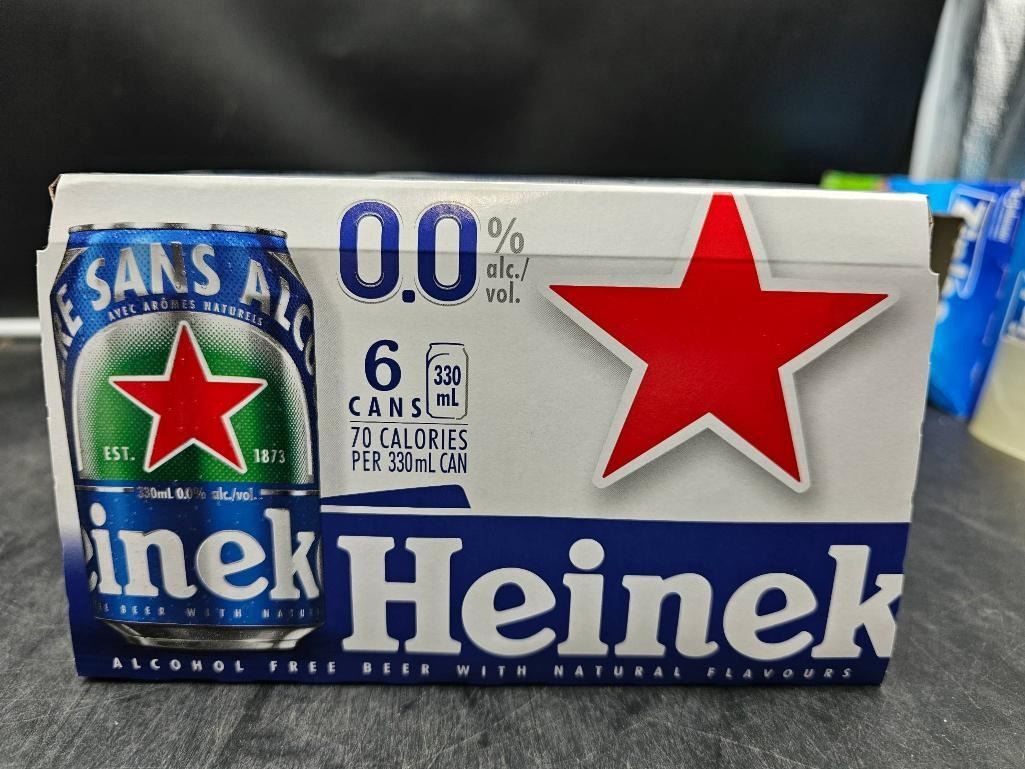 0.0 %
alc./
vol.
6
CANS
330
mL
70 CALORIES
PER 330mL CAN
Heinek
ALCOHOL FREE BEER WITH NATURAL FLAVOURS
SANS ALC
AVEC ARÔMES NATURELS
EST. 1873
330mL 0.0% alc./vol.
einek
BEER WITH NATU